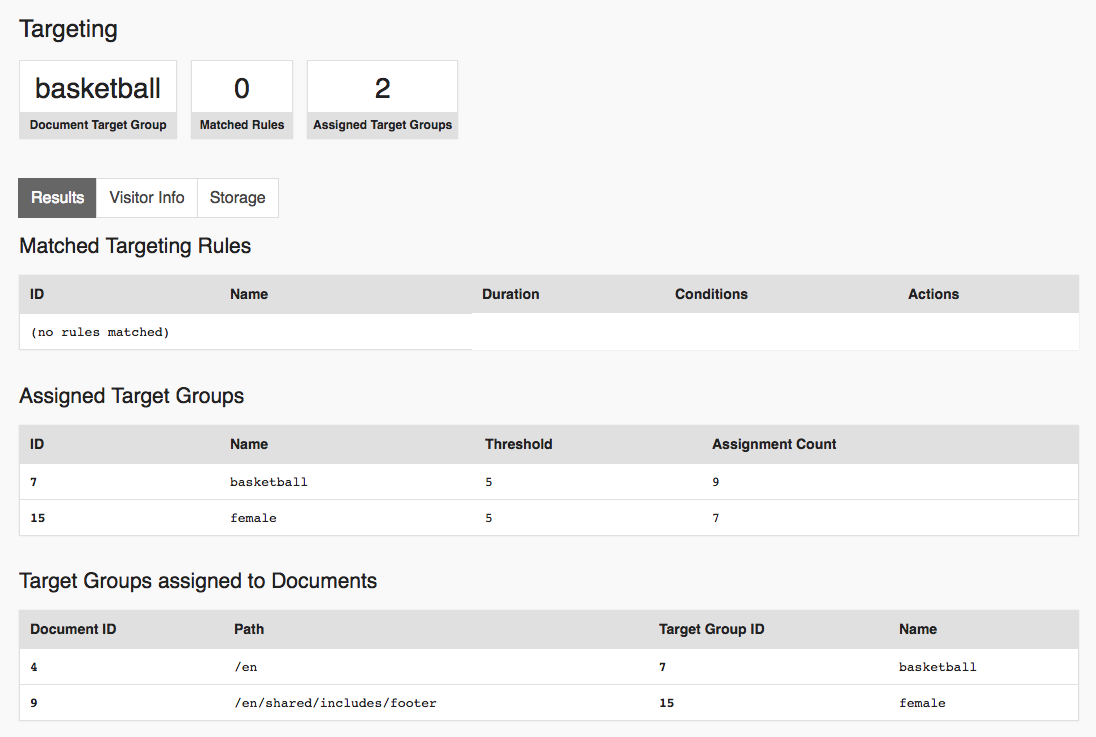 Targeting
basketball 0 2
Document Target Group Matched Rules Assigned Target Groups
Results Visitor Info Storage
Matched Targeting Rules
ID Name Duration Conditions Actions
(no rules matched)
Assigned Target Groups
ID Name Threshold Assignment Count
7 basketball 5 9
15 female 5 7
Target Groups assigned to Documents
Document ID Path Target Group ID Name
4 /en 7 basketball
9 /en/shared/includes/footer 15 female